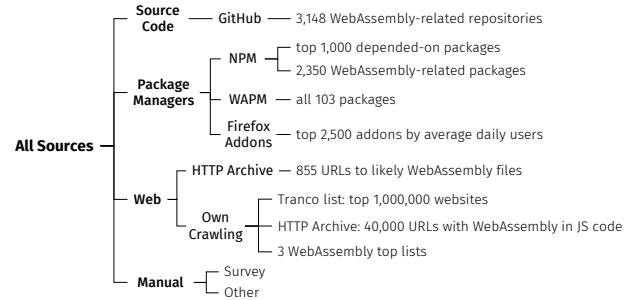 Source
Code
GitHub
3,148 WebAssembly-related repositories
Package
Managers
NPM
top 1,000 depended-on packages
2,350 WebAssembly-related packages
WAPM
all 103 packages
Firefox
Addons
top 2,500 addons by average daily users
All Sources
Web
HTTP Archive
855 URLs to likely WebAssembly files
Own
Crawling
Tranco list: top 1,000,000 websites
HTTP Archive: 40,000 URLs with WebAssembly in JS code
3 WebAssembly top lists
Manual
Survey
Other